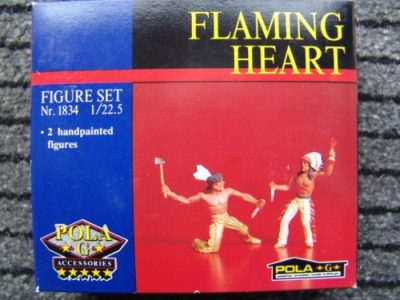 FLAMING
HEART
FIGURE SET
Nr. 1834 1/22.5
• 2 handpainted
figures
POLA
G
ACCESSORIES
POLA G